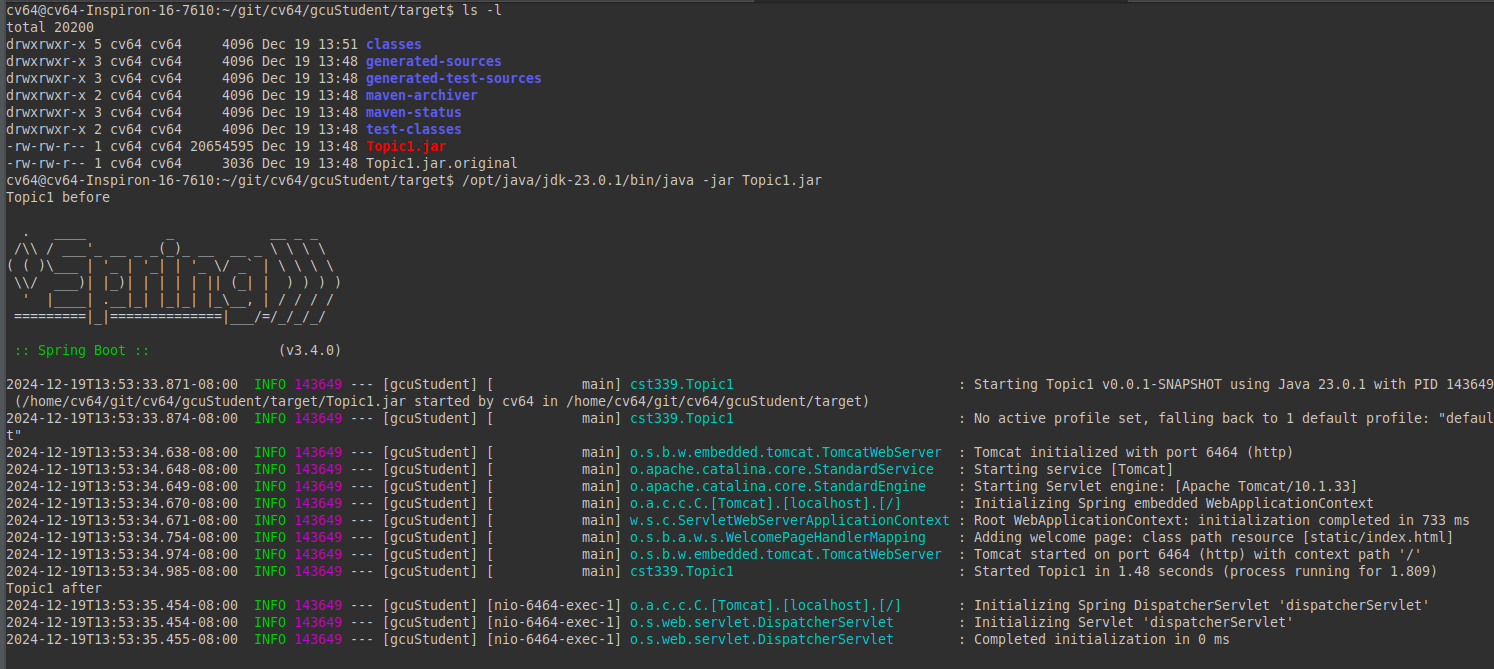 cv64@cv64-Inspiron-16-7610:~/git/cv64/gcuStudent/target$ ls -l
total 20200
drwxrwxr-x 5 cv64 cv64     4096 Dec 19 13:51 classes
drwxrwxr-x 3 cv64 cv64     4096 Dec 19 13:48 generated-sources
drwxrwxr-x 3 cv64 cv64     4096 Dec 19 13:48 generated-test-sources
drwxrwxr-x 2 cv64 cv64     4096 Dec 19 13:48 maven-archiver
drwxrwxr-x 3 cv64 cv64     4096 Dec 19 13:48 maven-status
drwxrwxr-x 2 cv64 cv64     4096 Dec 19 13:48 test-classes
-rw-rw-r-- 1 cv64 cv64 20654595 Dec 19 13:48 Topic1.jar
-rw-rw-r-- 1 cv64 cv64     3036 Dec 19 13:48 Topic1.jar.original
cv64@cv64-Inspiron-16-7610:~/git/cv64/gcuStudent/target$ /opt/java/jdk-23.0.1/bin/java -jar Topic1.jar
Topic1 before

  .   ____          _            __ _ _
 /\\ / ___'_ __ _ _(_)_ __  __ _ \ \ \ \
( ( )\___ | '_ | '_| | '_ \/ _` | \ \ \ \
 \\/  ___)| |_)| | | | | || (_| |  ) ) ) )
  '  |____| .__|_| |_|_| |_\__, | / / / /
 =========|_|==============|___/=/_/_/_/

 :: Spring Boot ::                (v3.4.0)

2024-12-19T13:53:33.871-08:00  INFO 143649 --- [gcuStudent] [           main] cst339.Topic1                            : Starting Topic1 v0.0.1-SNAPSHOT using Java 23.0.1 with PID 143649
 (/home/cv64/git/cv64/gcuStudent/target/Topic1.jar started by cv64 in /home/cv64/git/cv64/gcuStudent/target)
2024-12-19T13:53:33.874-08:00  INFO 143649 --- [gcuStudent] [           main] cst339.Topic1                            : No active profile set, falling back to 1 default profile: "defaul
t"
2024-12-19T13:53:34.638-08:00  INFO 143649 --- [gcuStudent] [           main] o.s.b.w.embedded.tomcat.TomcatWebServer  : Tomcat initialized with port 6464 (http)
2024-12-19T13:53:34.648-08:00  INFO 143649 --- [gcuStudent] [           main] o.apache.catalina.core.StandardService   : Starting service [Tomcat]
2024-12-19T13:53:34.649-08:00  INFO 143649 --- [gcuStudent] [           main] o.apache.catalina.core.StandardEngine    : Starting Servlet engine: [Apache Tomcat/10.1.33]
2024-12-19T13:53:34.670-08:00  INFO 143649 --- [gcuStudent] [           main] o.a.c.c.C.[Tomcat].[localhost].[/]       : Initializing Spring embedded WebApplicationContext
2024-12-19T13:53:34.671-08:00  INFO 143649 --- [gcuStudent] [           main] w.s.c.ServletWebServerApplicationContext : Root WebApplicationContext: initialization completed in 733 ms
2024-12-19T13:53:34.754-08:00  INFO 143649 --- [gcuStudent] [           main] o.s.b.a.w.s.WelcomePageHandlerMapping    : Adding welcome page: class path resource [static/index.html]
2024-12-19T13:53:34.974-08:00  INFO 143649 --- [gcuStudent] [           main] o.s.b.w.embedded.tomcat.TomcatWebServer  : Tomcat started on port 6464 (http) with context path '/'
2024-12-19T13:53:34.985-08:00  INFO 143649 --- [gcuStudent] [           main] cst339.Topic1                            : Started Topic1 in 1.48 seconds (process running for 1.809)
Topic1 after
2024-12-19T13:53:35.454-08:00  INFO 143649 --- [gcuStudent] [nio-6464-exec-1] o.a.c.c.C.[Tomcat].[localhost].[/]       : Initializing Spring DispatcherServlet 'dispatcherServlet'
2024-12-19T13:53:35.454-08:00  INFO 143649 --- [gcuStudent] [nio-6464-exec-1] o.s.web.servlet.DispatcherServlet        : Initializing Servlet 'dispatcherServlet'
2024-12-19T13:53:35.455-08:00  INFO 143649 --- [gcuStudent] [nio-6464-exec-1] o.s.web.servlet.DispatcherServlet        : Completed initialization in 0 ms